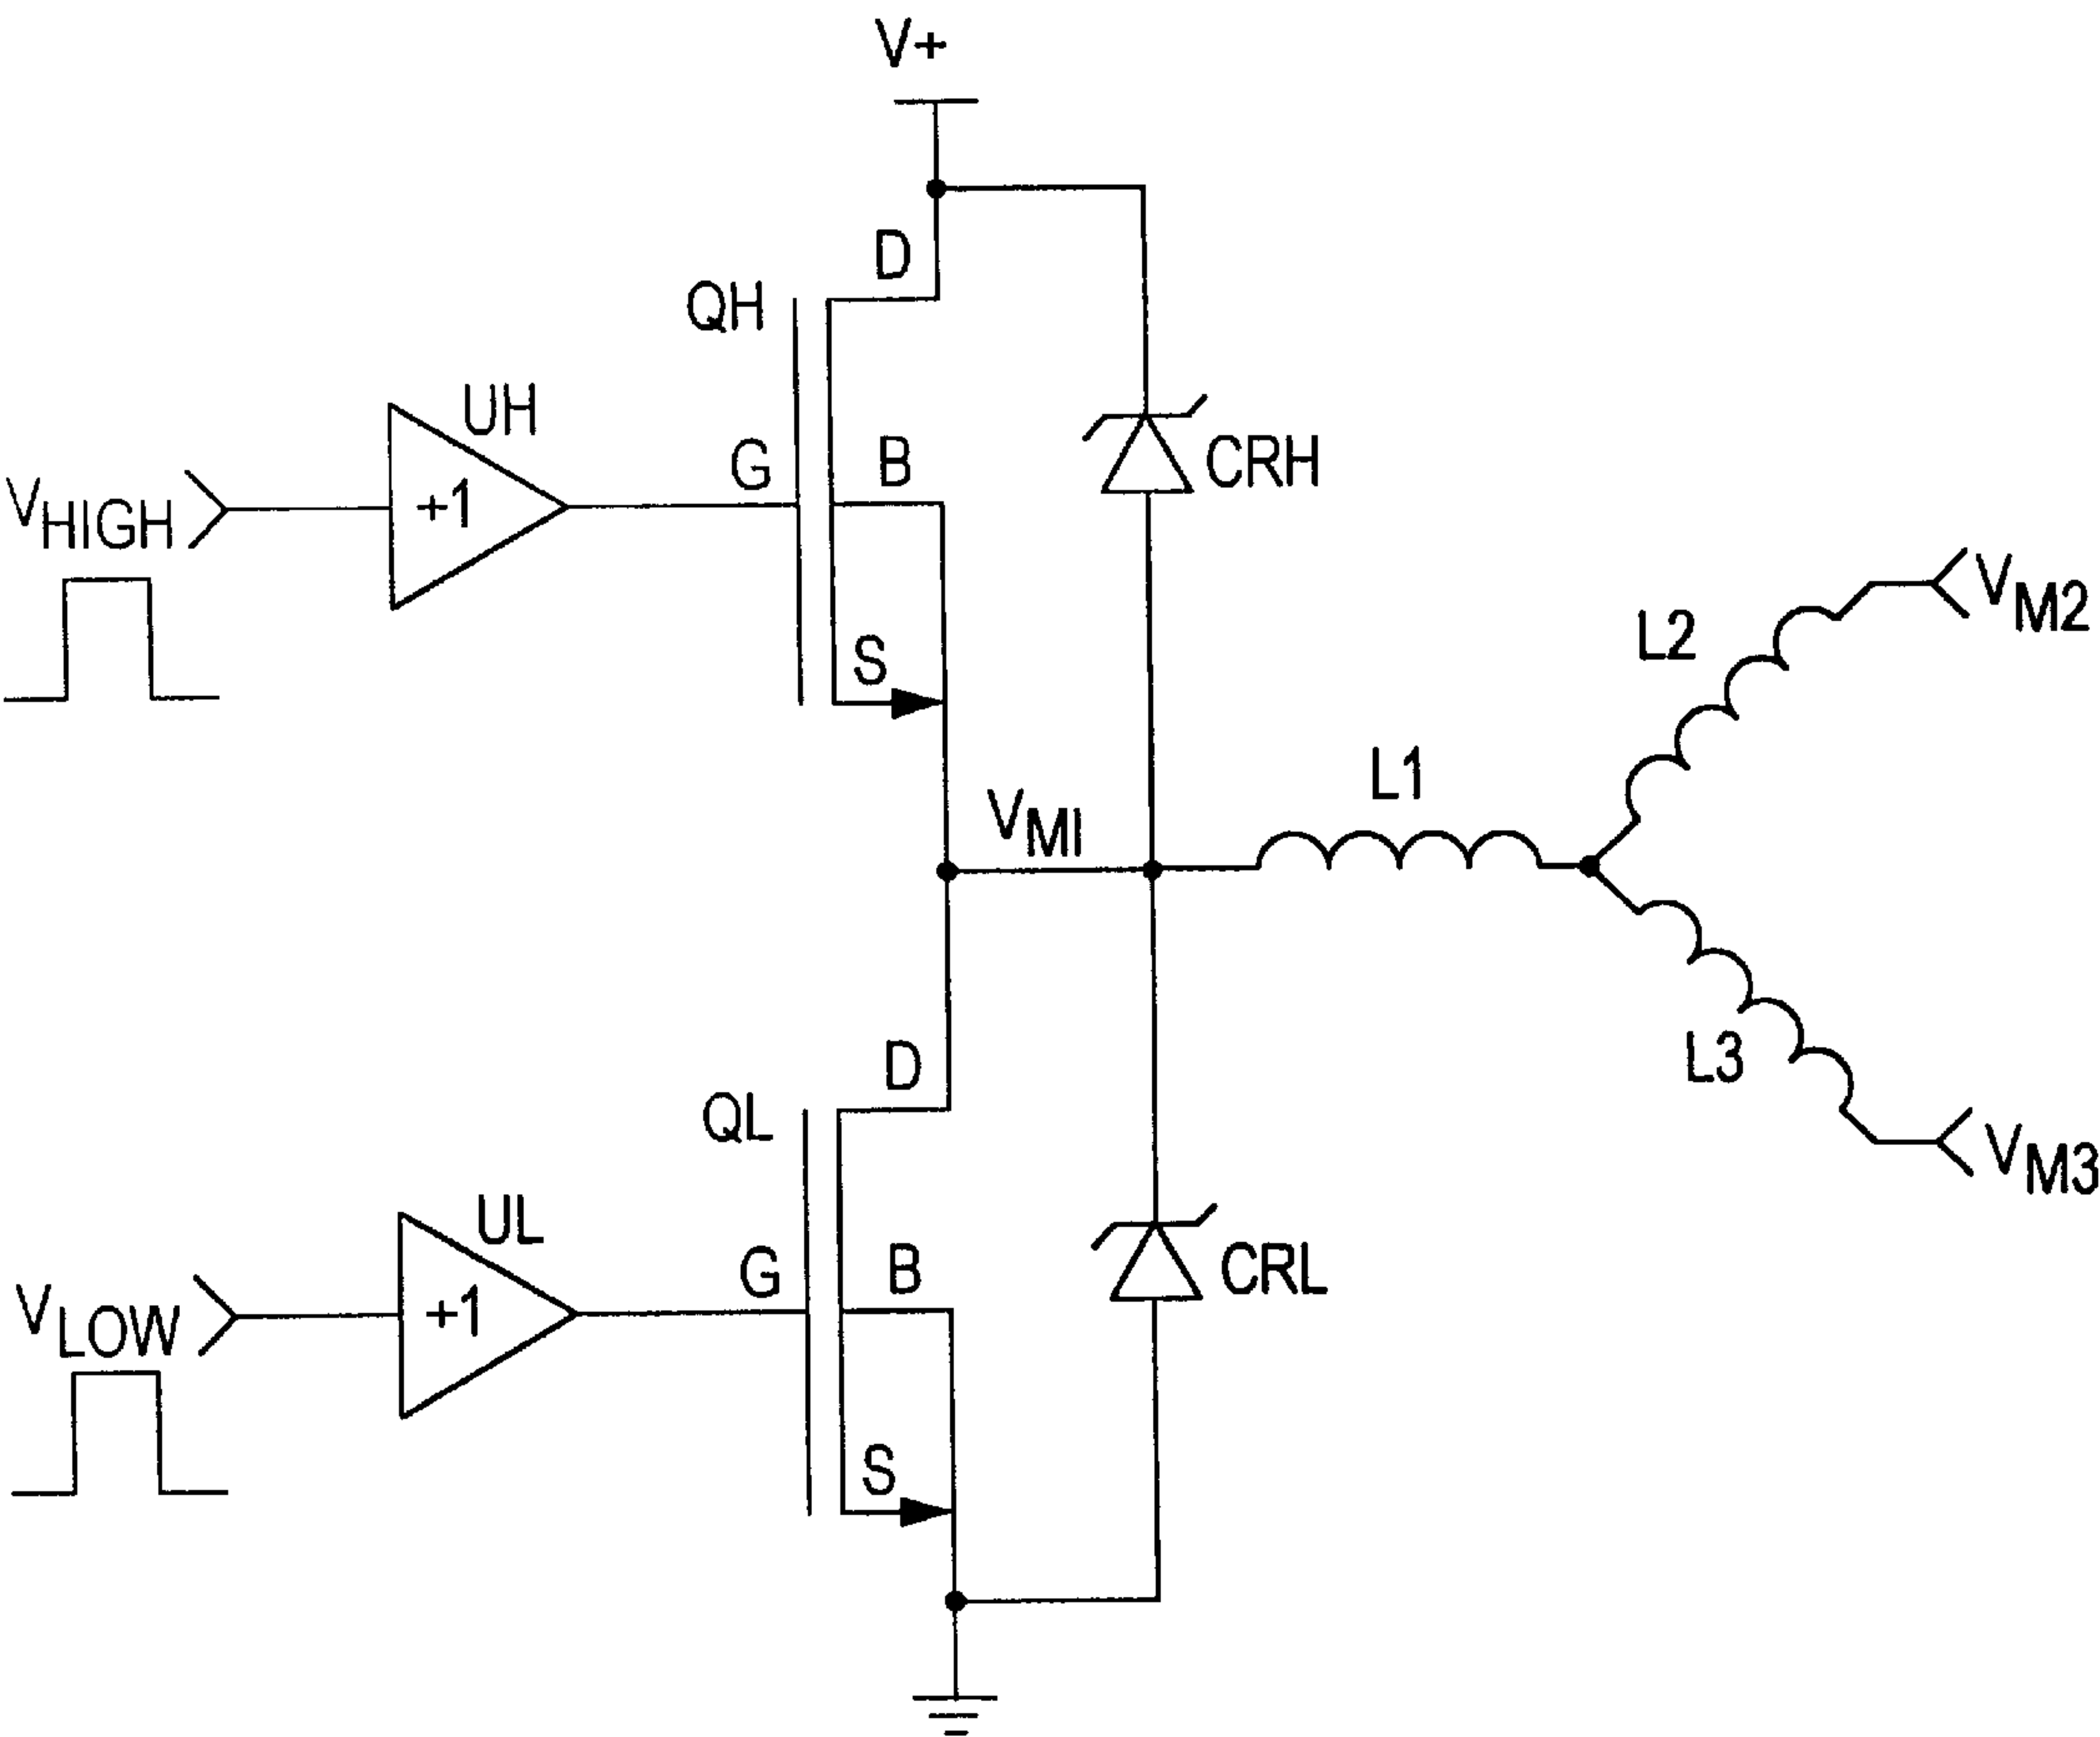 V+
D
QH
UH
G
B
+1
CRH
VHIGH
S
VM2
L2
L1
VMI
D
L3
QL
VM3
UL
G
B
CRL
+1
VLOW
S